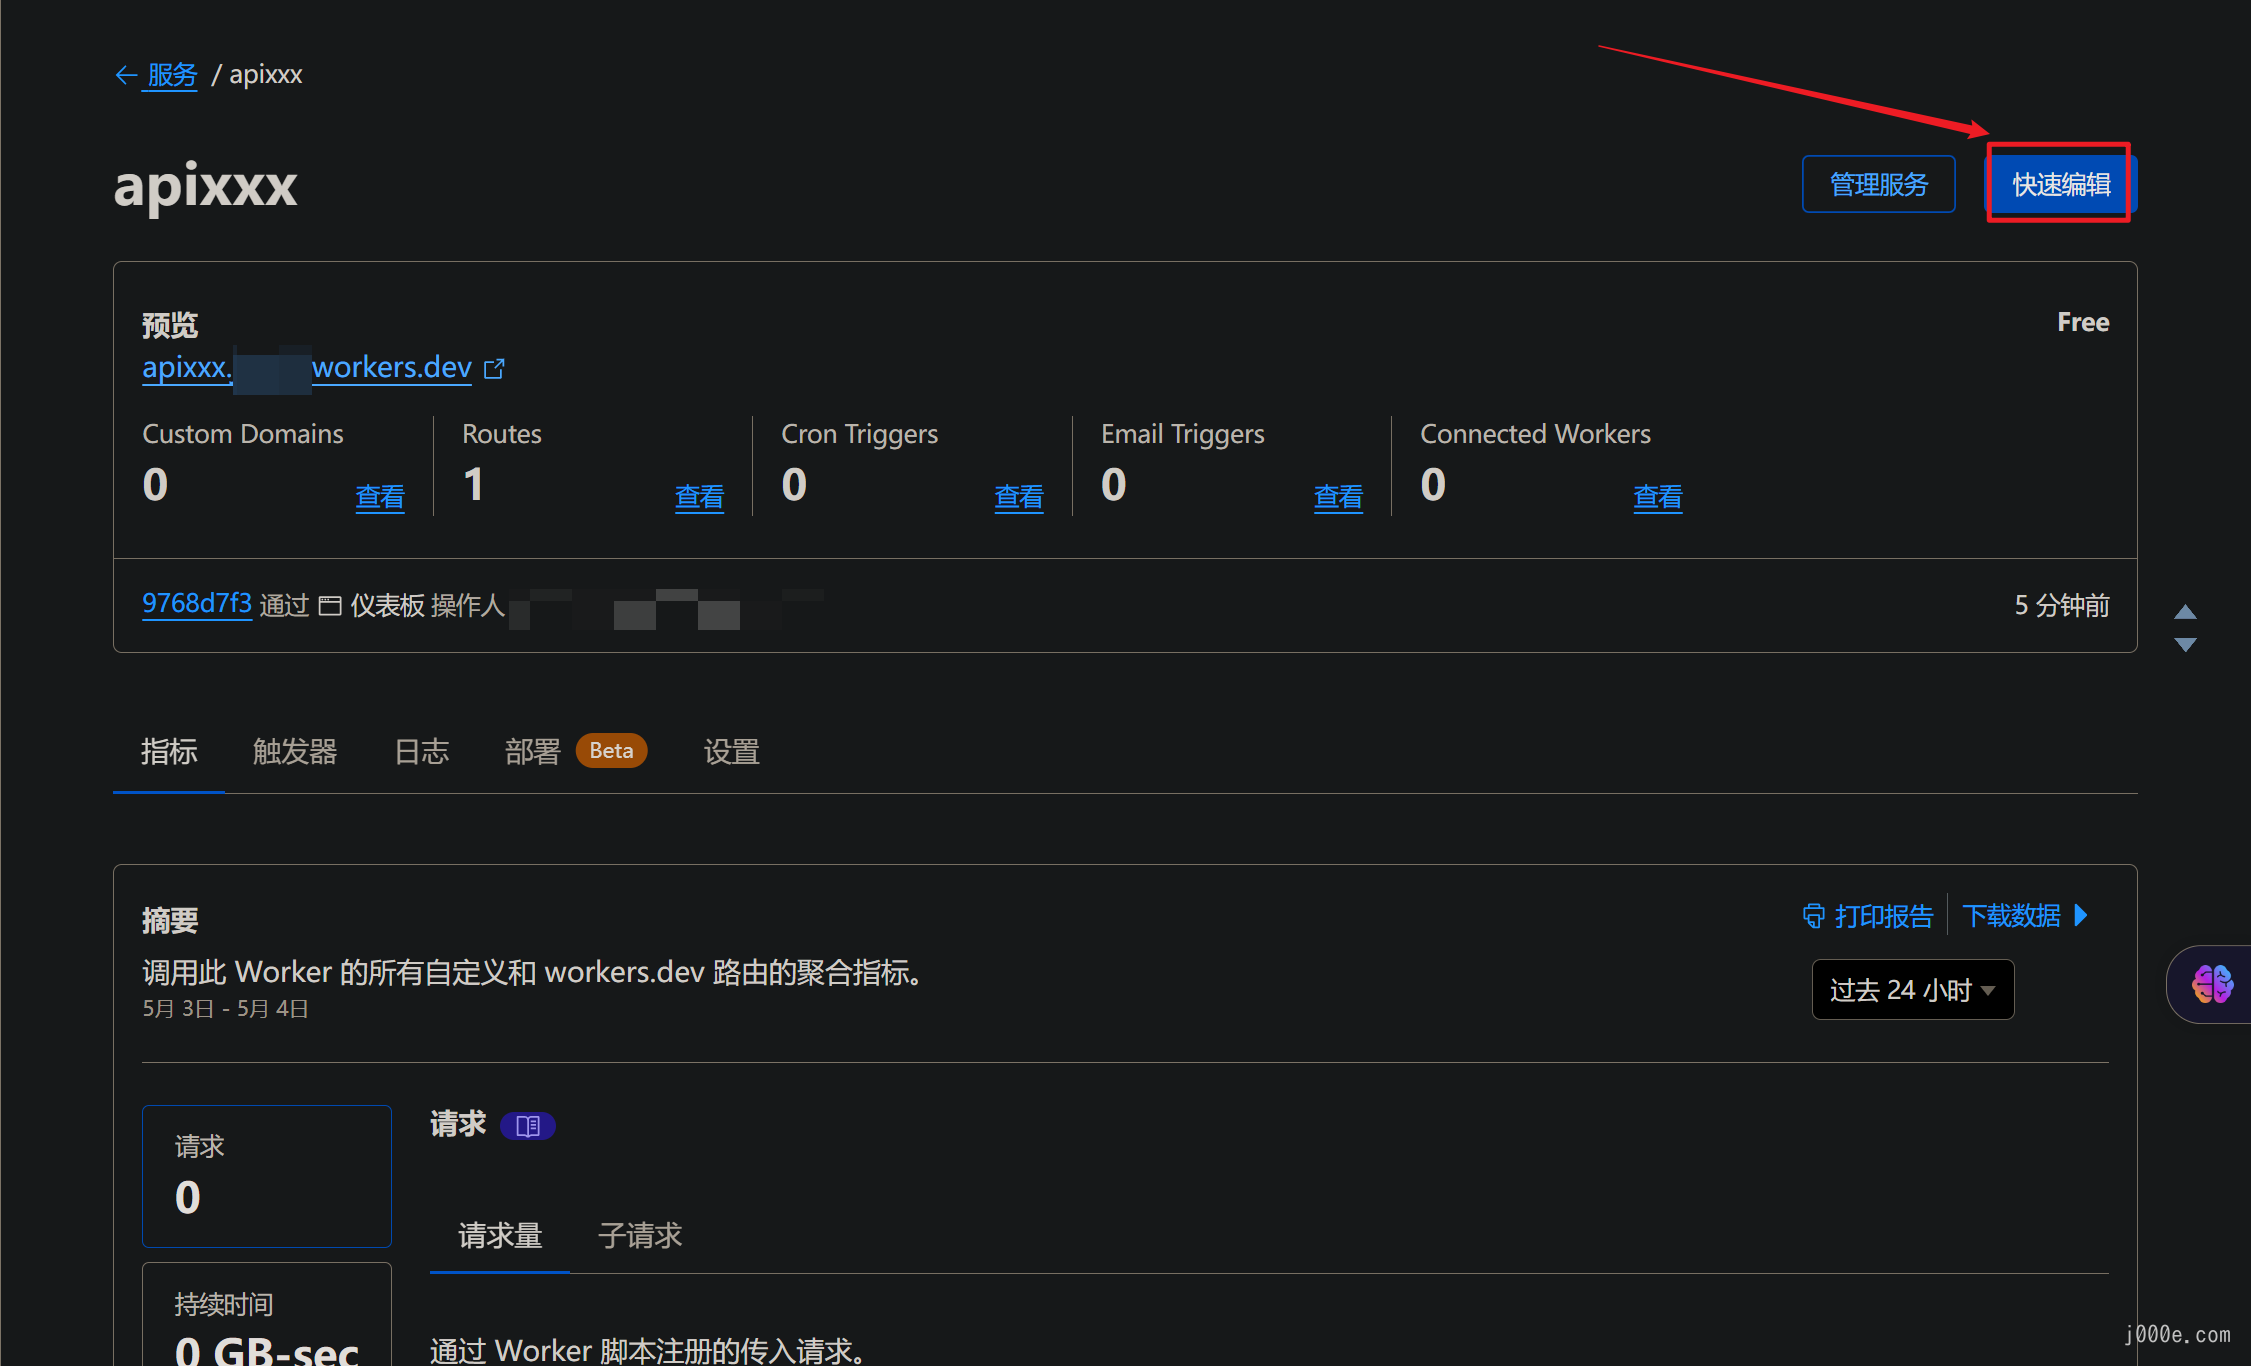 ← 服务 / apixxx
apixxx
管理服务
快速编辑
预览
Free
apixxx. workers.dev
Custom Domains
0
查看
Routes
1
查看
Cron Triggers
0
查看
Email Triggers
0
查看
Connected Workers
0
查看
9768d7f3 通过 仪表板 操作人
5 分钟前
指标
触发器
日志
部署 Beta
设置
摘要
打印报告
下载数据
调用此 Worker 的所有自定义和 workers.dev 路由的聚合指标。
5月 3日 - 5月 4日
过去 24 小时
请求
0
请求
请求量
子请求
持续时间
0 GB-sec
通过 Worker 脚本注册的传入请求。
j000e.com